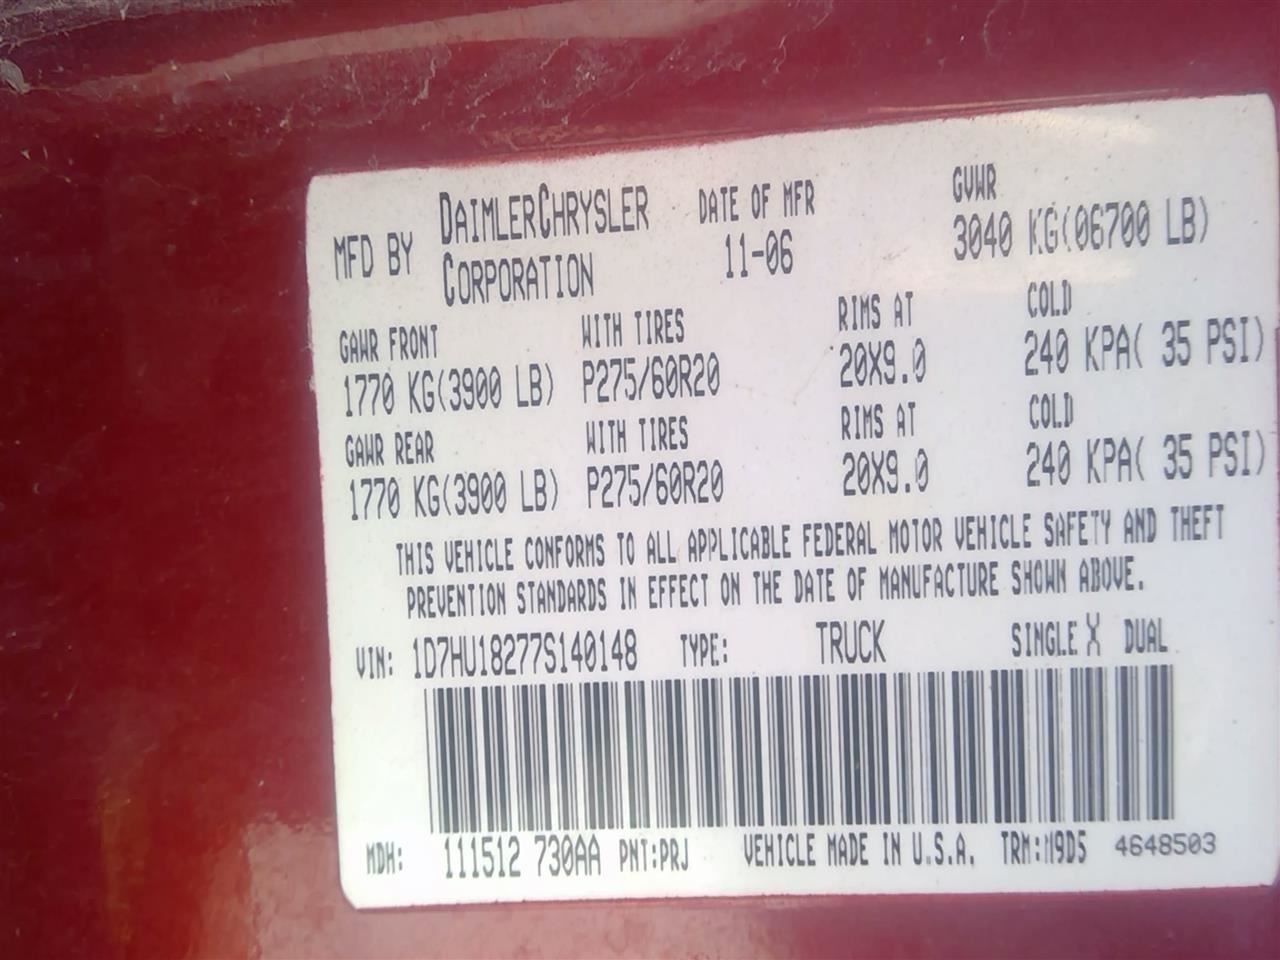 MFD BY DAIMLERCHRYSLER CORPORATION DATE OF MFR 11-06 GVWR 3040 KG(06700 LB)
GAWR FRONT WITH TIRES RIMS AT COLD
1770 KG(3900 LB) P275/60R20 20X9.0 240 KPA( 35 PSI)
GAWR REAR WITH TIRES RIMS AT COLD
1770 KG(3900 LB) P275/60R20 20X9.0 240 KPA( 35 PSI)
THIS VEHICLE CONFORMS TO ALL APPLICABLE FEDERAL MOTOR VEHICLE SAFETY AND THEFT
PREVENTION STANDARDS IN EFFECT ON THE DATE OF MANUFACTURE SHOWN ABOVE.
VIN: 1D7HU18277S140148 TYPE: TRUCK SINGLE X DUAL
MDH: 111512 730AA PNT:PRJ VEHICLE MADE IN U.S.A. TRM:M9D5 4648503